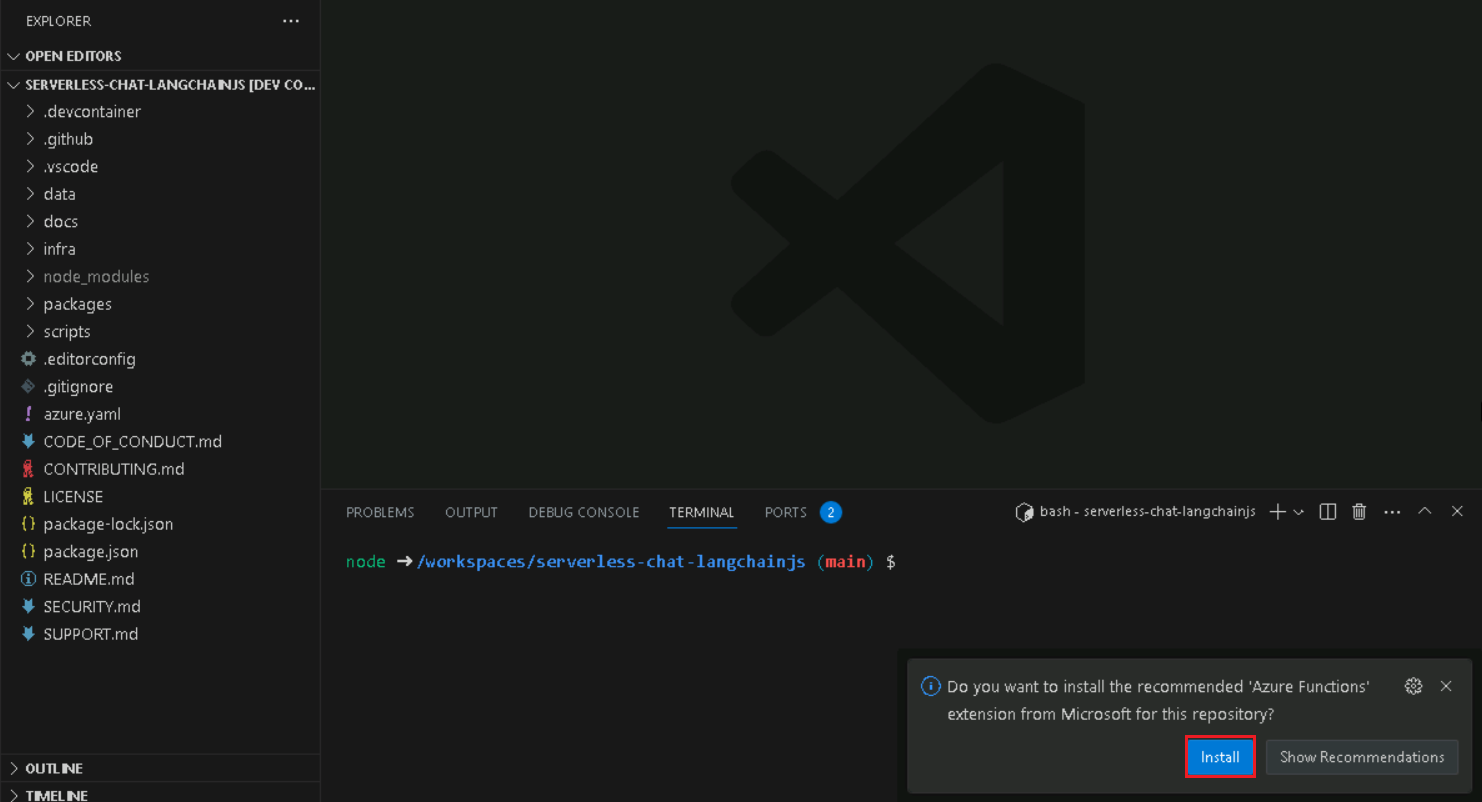 EXPLORER
OPEN EDITORS
SERVERLESS-CHAT-LANGCHAINJS [DEV CO...
.devcontainer
.github
.vscode
data
docs
infra
node_modules
packages
scripts
.editorconfig
.gitignore
azure.yaml
CODE_OF_CONDUCT.md
CONTRIBUTING.md
LICENSE
package-lock.json
package.json
README.md
SECURITY.md
SUPPORT.md
OUTLINE
TIMELINE
PROBLEMS OUTPUT DEBUG CONSOLE TERMINAL PORTS 2 bash - serverless-chat-langchainjs
node ➜ /workspaces/serverless-chat-langchainjs (main) $
Do you want to install the recommended 'Azure Functions'
extension from Microsoft for this repository?
Install Show Recommendations